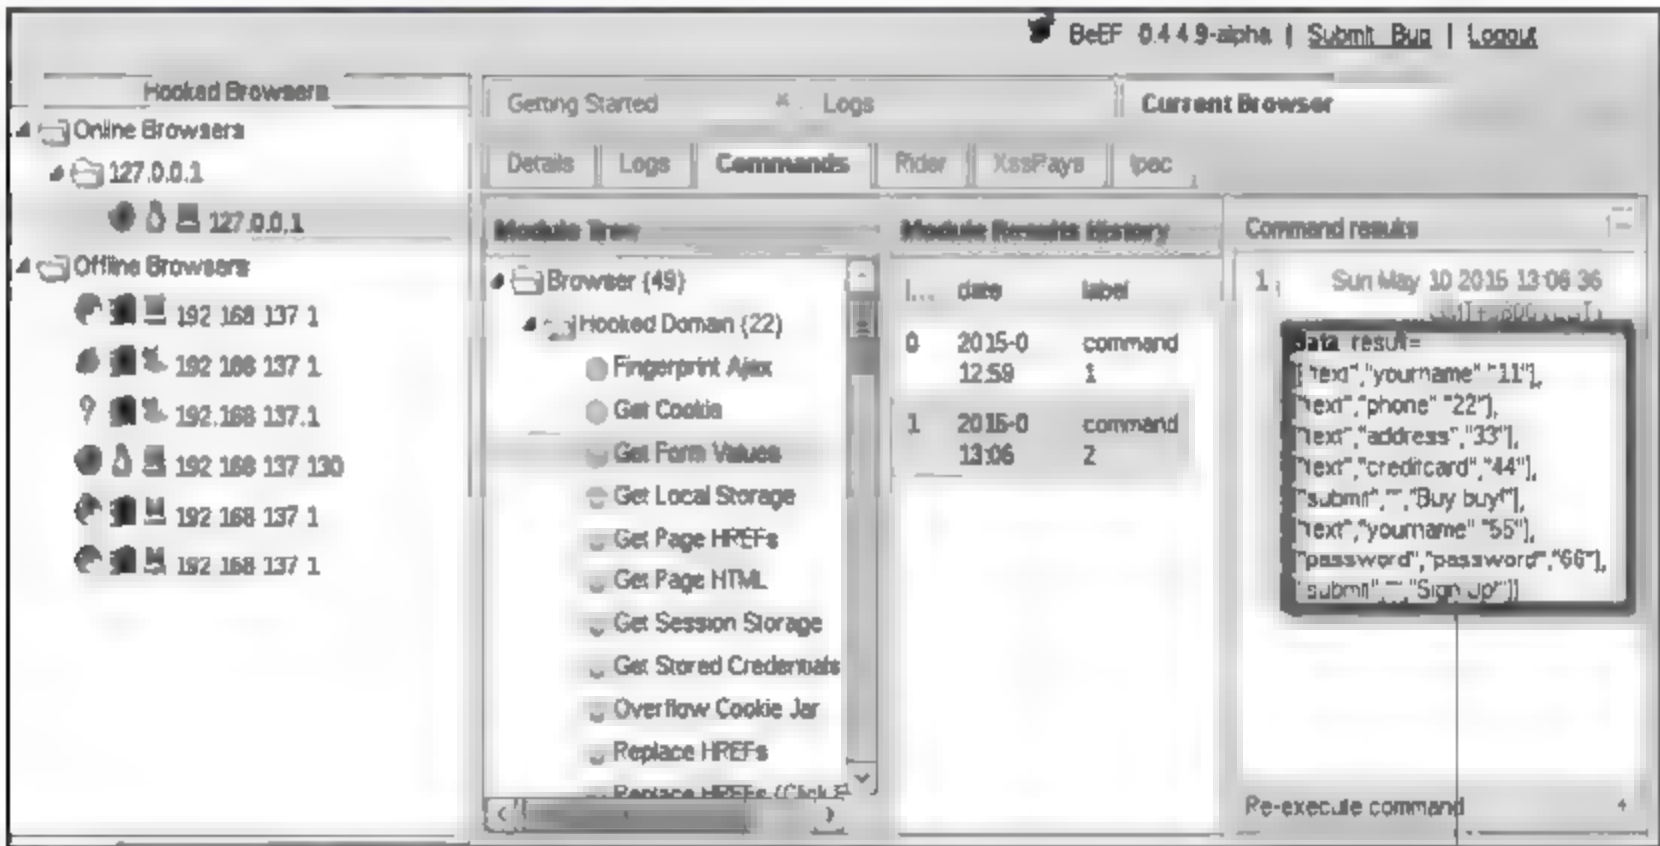 BeEF 0.4.4.9-alpha | Submit Bug | Logout
Hooked Browsers
Online Browsers
127.0.0.1
127.0.0.1
Offline Browsers
192 168 137 1
192 168 137 1
192.168 137.1
192 168 137 130
192 168 137 1
192 168 137 1
Getting Started
Logs
Current Browser
Details
Logs
Commands
Rider
XssRays
Ipec
Module Tree
Browser (49)
Hooked Domain (22)
Fingerprint Ajax
Get Cookie
Get Form Values
Get Local Storage
Get Page HREFs
Get Page HTML
Get Session Storage
Get Stored Credentials
Overflow Cookie Jar
Replace HREFs
Replace HREFs (Click
Module Results History
i... date label
0 2015-0 command
12:59 1
1 2015-0 command
13:06 2
Command results
1 Sun May 10 2015 13:06 36
data result=
[["text","yourname" "11"],
"text","phone" "22"],
"text","address","33"],
"text","creditcard","44"],
"submit","","Buy buy!"],
"text","yourname" "55"],
["password","password","66"],
["submit","","Sign Up!"]]
Re-execute command